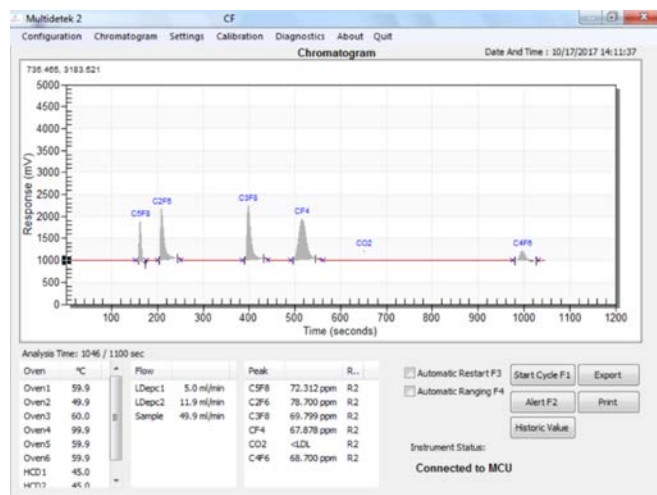 Multidetek 2 CF
Configuration Chromatogram Settings Calibration Diagnostics About Quit
Chromatogram Date And Time : 10/17/2017 14:11:37
736.466, 3183.521
5000
4500
4000
3500
3000
2500
2000
1500
1000
500
0
Response (mV)
C5F8
C2F6
C3F8
CF4
CO2
C4F6
100 200 300 400 500 600 700 800 900 1000 1100 1200
Time (seconds)
Analysis Time: 1046 / 1100 sec
Oven ºC Flow Peak R..
Oven1 59.9 LDepc1 5.0 ml/min C5F8 72.312 ppm R2
Oven2 49.9 LDepc2 11.9 ml/min C2F6 78.700 ppm R2
Oven3 60.0 Sample 49.9 ml/min C3F8 69.799 ppm R2
Oven4 99.9 CF4 67.878 ppm R2
Oven5 59.9 CO2 <LDL R2
Oven6 59.9 C4F6 68.700 ppm R2
HCD1 45.0
HCD2 45.0
Automatic Restart F3 Start Cycle F1 Export
Automatic Ranging F4 Alert F2 Print
Historic Value
Instrument Status:
Connected to MCU